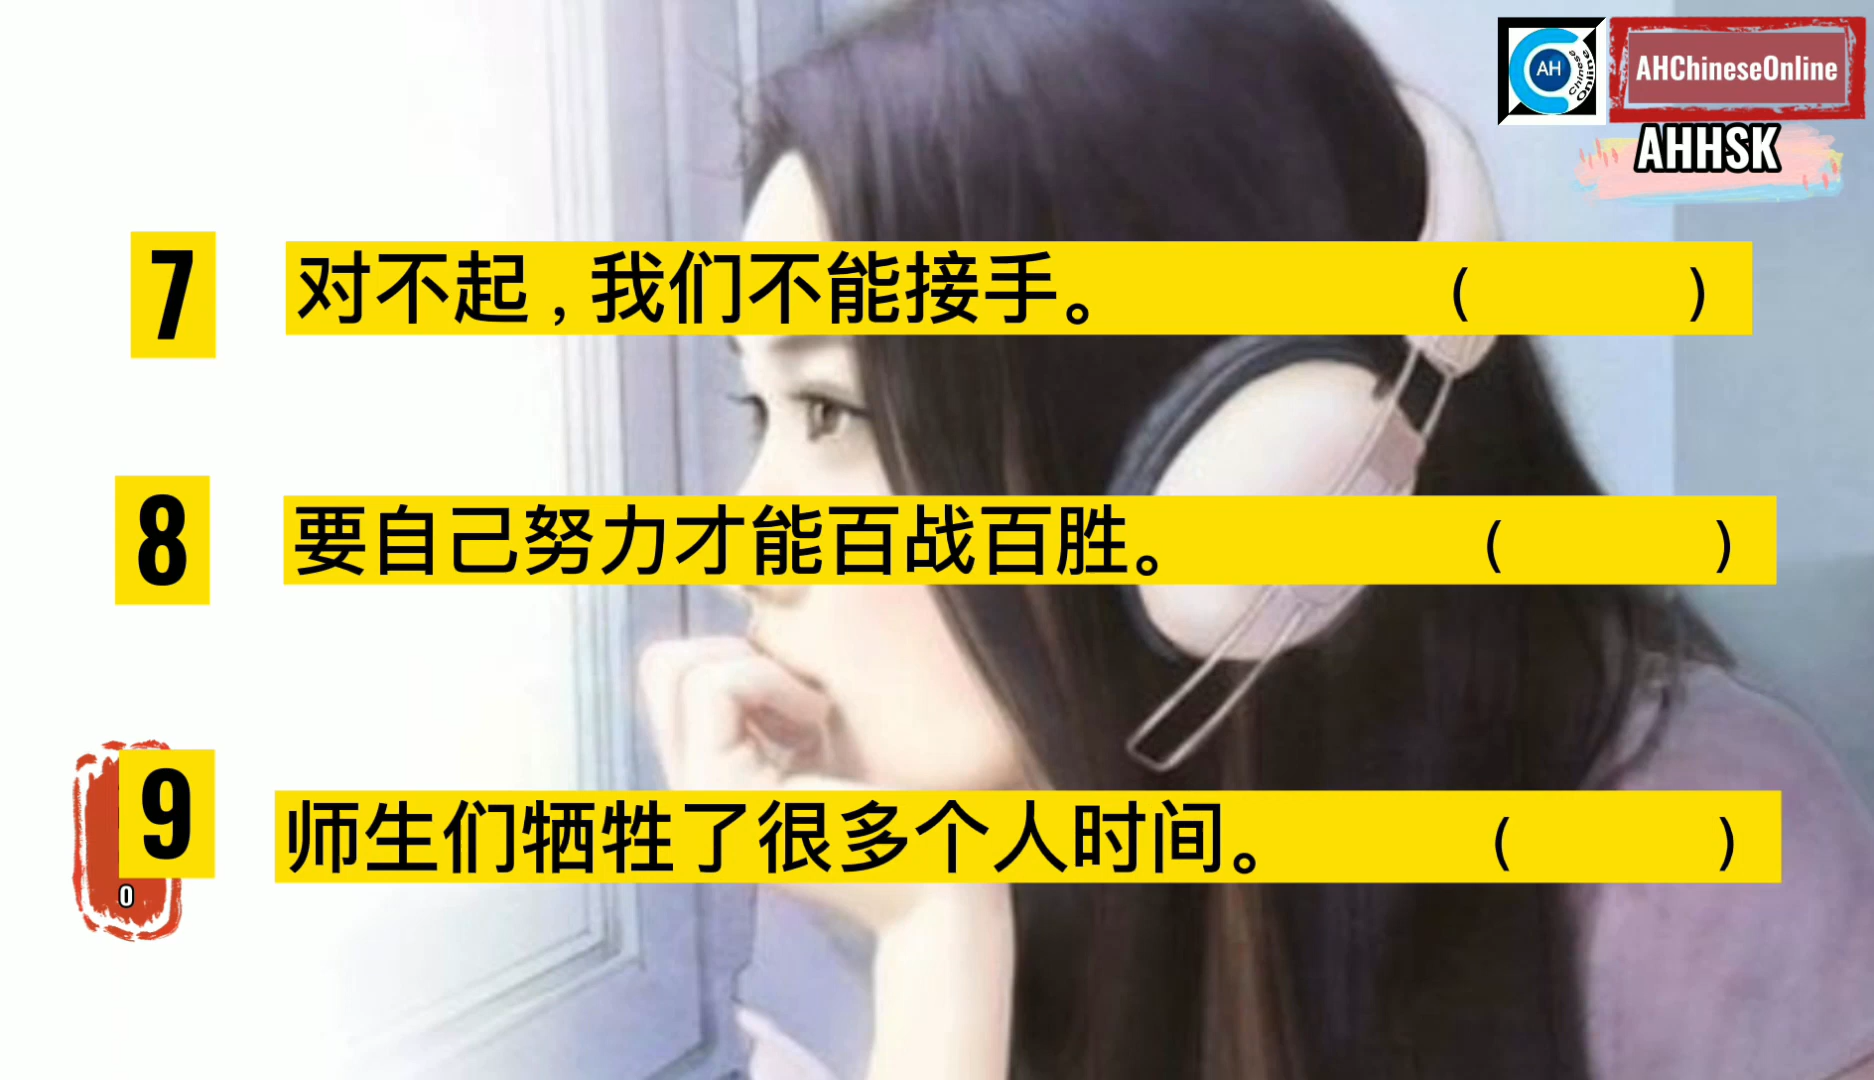 AH
Chinese
Online
AHChineseOnline
AHHSK
7 对不起，我们不能接手。 （ ）
8 要自己努力才能百战百胜。 （ ）
9 师生们牺牲了很多个人时间。 （ ）
0